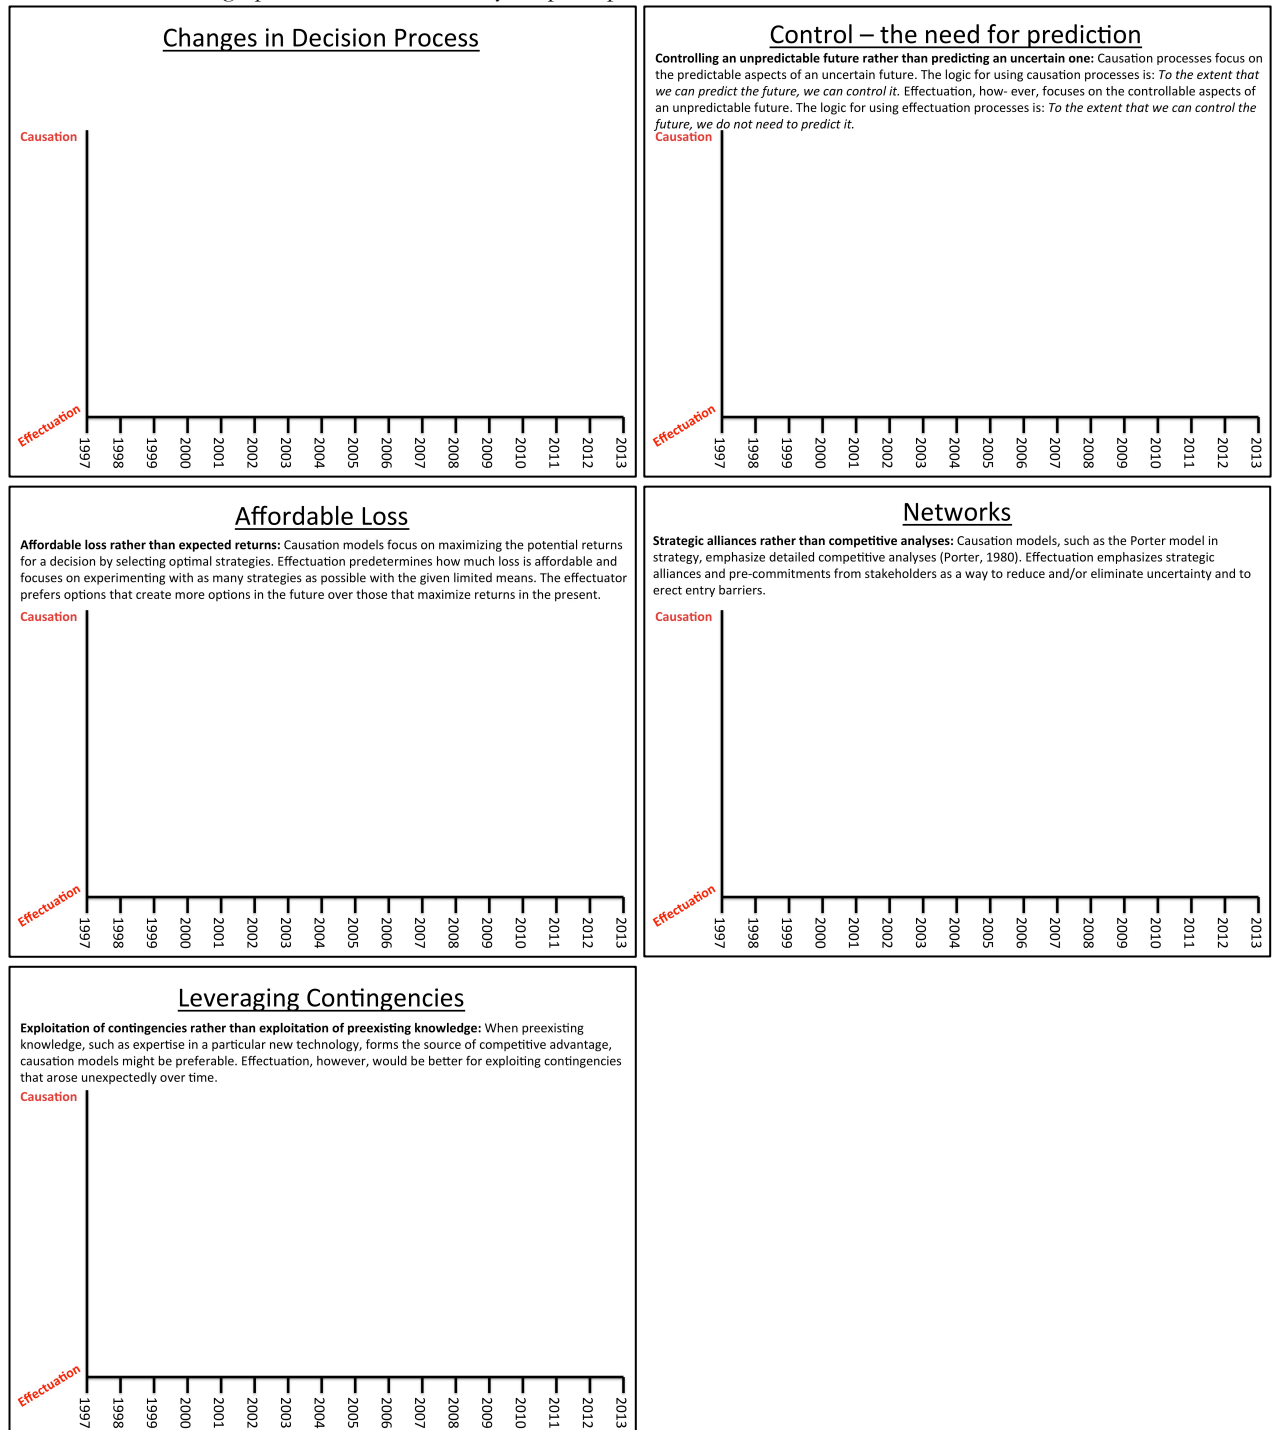 Changes in Decision Process
Causation
Effectuation
1997
1998
1999
2000
2001
2002
2003
2004
2005
2006
2007
2008
2009
2010
2011
2012
2013
Control – the need for prediction
Controlling an unpredictable future rather than predicting an uncertain one: Causation processes focus on
the predictable aspects of an uncertain future. The logic for using causation processes is: To the extent that
we can predict the future, we can control it. Effectuation, how- ever, focuses on the controllable aspects of
an unpredictable future. The logic for using effectuation processes is: To the extent that we can control the
future, we do not need to predict it.
Causation
Effectuation
1997
1998
1999
2000
2001
2002
2003
2004
2005
2006
2007
2008
2009
2010
2011
2012
2013
Affordable Loss
Affordable loss rather than expected returns: Causation models focus on maximizing the potential returns
for a decision by selecting optimal strategies. Effectuation predetermines how much loss is affordable and
focuses on experimenting with as many strategies as possible with the given limited means. The effectuator
prefers options that create more options in the future over those that maximize returns in the present.
Causation
Effectuation
1997
1998
1999
2000
2001
2002
2003
2004
2005
2006
2007
2008
2009
2010
2011
2012
2013
Networks
Strategic alliances rather than competitive analyses: Causation models, such as the Porter model in
strategy, emphasize detailed competitive analyses (Porter, 1980). Effectuation emphasizes strategic
alliances and pre-commitments from stakeholders as a way to reduce and/or eliminate uncertainty and to
erect entry barriers.
Causation
Effectuation
1997
1998
1999
2000
2001
2002
2003
2004
2005
2006
2007
2008
2009
2010
2011
2012
2013
Leveraging Contingencies
Exploitation of contingencies rather than exploitation of preexisting knowledge: When preexisting
knowledge, such as expertise in a particular new technology, forms the source of competitive advantage,
causation models might be preferable. Effectuation, however, would be better for exploiting contingencies
that arose unexpectedly over time.
Causation
Effectuation
1997
1998
1999
2000
2001
2002
2003
2004
2005
2006
2007
2008
2009
2010
2011
2012
2013